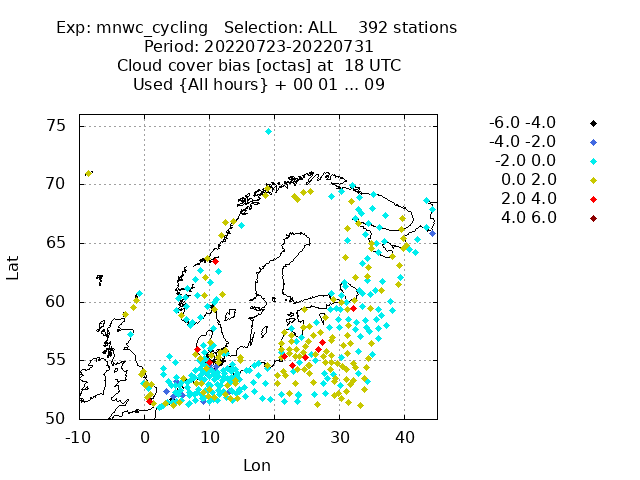 Exp: mnwc_cycling   Selection: ALL    392 stations
Period: 20220723-20220731
Cloud cover bias [octas] at  18 UTC
Used {All hours} + 00 01 ... 09
-6.0 -4.0
-4.0 -2.0
-2.0 0.0
0.0 2.0
2.0 4.0
4.0 6.0
75
70
65
60
55
50
Lat
-10 0 10 20 30 40
Lon